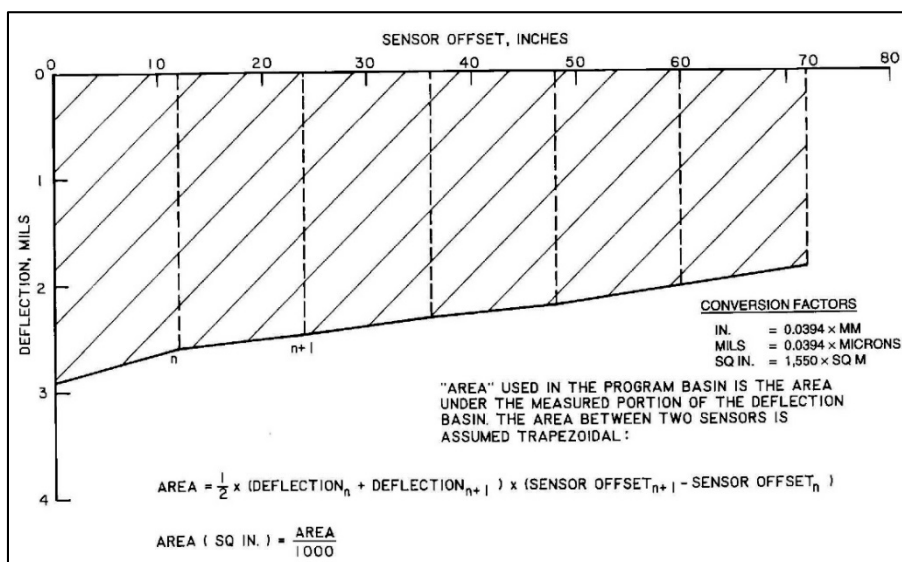 SENSOR OFFSET, INCHES
0 10 20 30 40 50 60 70 80
0
1
2
3
4
DEFLECTION, MILS
n
n+1
CONVERSION FACTORS
IN. = 0.0394 × MM
MILS = 0.0394 × MICRONS
SQ IN. = 1,550 × SQ M
"AREA" USED IN THE PROGRAM BASIN IS THE AREA
UNDER THE MEASURED PORTION OF THE DEFLECTION
BASIN. THE AREA BETWEEN TWO SENSORS IS
ASSUMED TRAPEZOIDAL:
AREA = 1/2 × (DEFLECTIONn + DEFLECTIONn+1) × (SENSOR OFFSETn+1 - SENSOR OFFSETn)
AREA ( SQ IN.) = AREA/1000